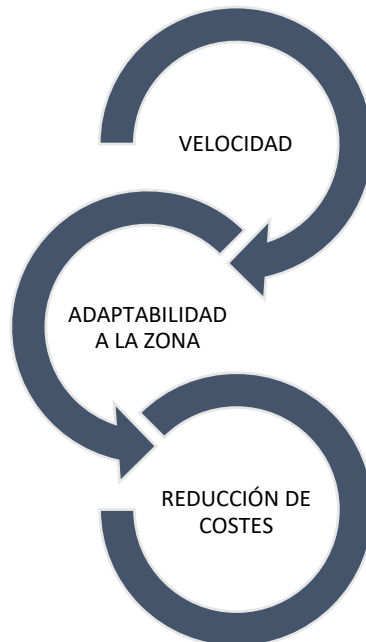 VELOCIDAD
ADAPTABILIDAD
A LA ZONA
REDUCCIÓN DE
COSTES